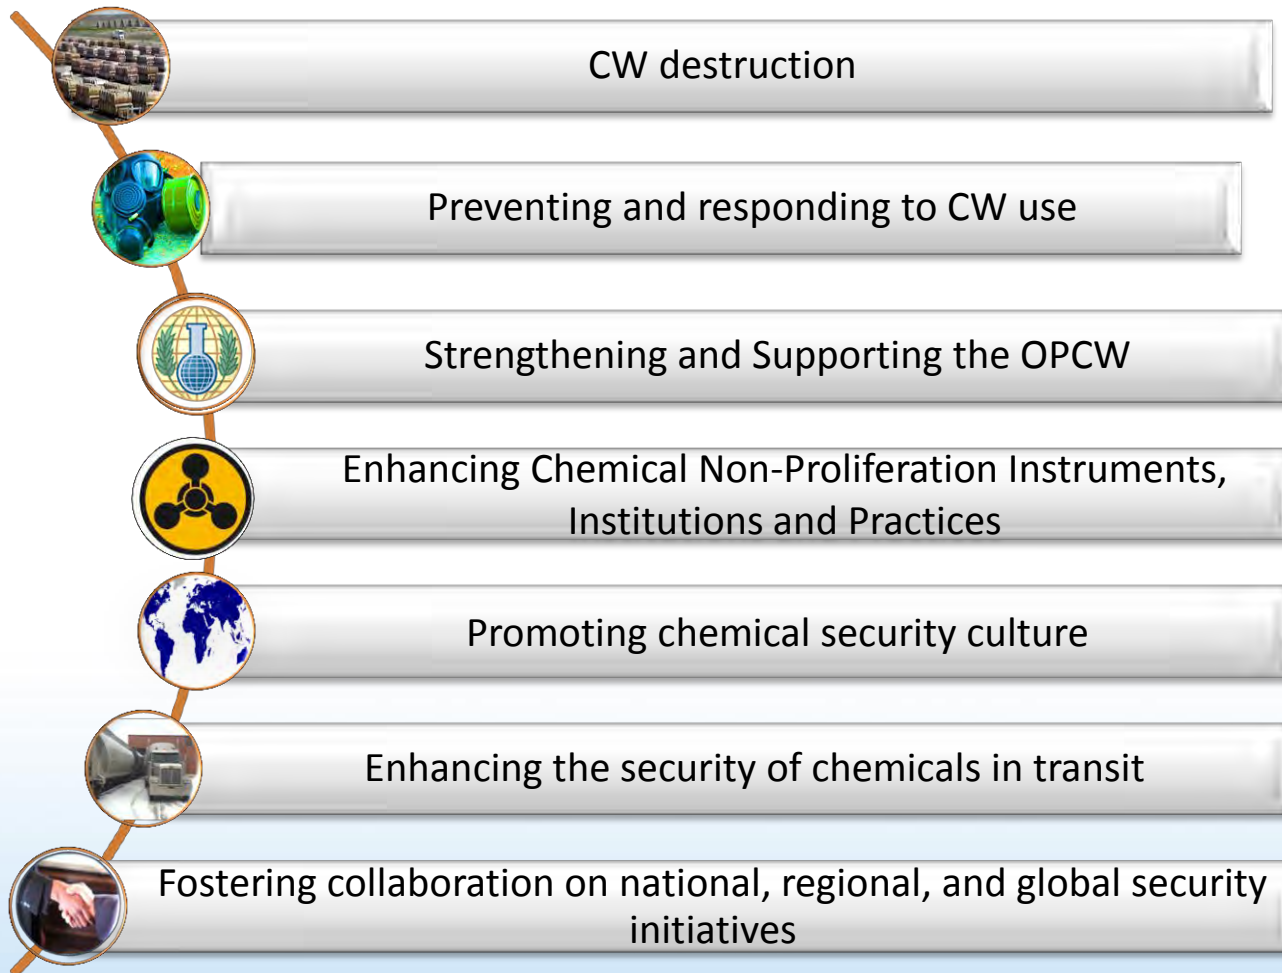 CW destruction
Preventing and responding to CW use
Strengthening and Supporting the OPCW
Enhancing Chemical Non-Proliferation Instruments,
Institutions and Practices
Promoting chemical security culture
Enhancing the security of chemicals in transit
Fostering collaboration on national, regional, and global security
initiatives